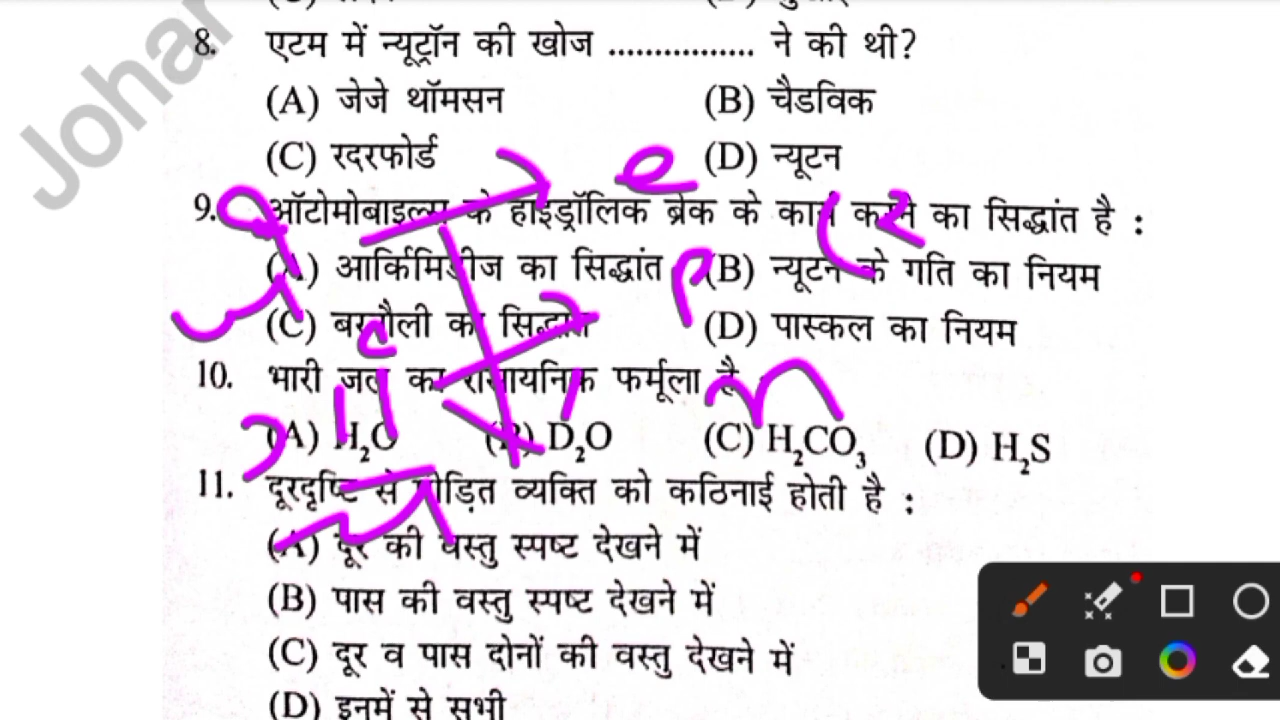 Johar
8. एटम में न्यूट्रॉन की खोज ................ ने की थी?
(A) जेजे थॉमसन (B) चैडविक
(C) रदरफोर्ड (D) न्यूटन
e
9. ऑटोमोबाइल्स के हाइड्रॉलिक ब्रेक के कार्य करने का सिद्धांत है :
(A) आर्किमिडीज का सिद्धांत (B) न्यूटन के गति का नियम
p
(C) बरनौली का सिद्धांत (D) पास्कल का नियम
10. भारी जल का रासायनिक फर्मूला है
n
(A) H₂O (B) D₂O (C) H₂CO₃ (D) H₂S
11. दूरदृष्टि से पीड़ित व्यक्ति को कठिनाई होती है :
(A) दूर की वस्तु स्पष्ट देखने में
(B) पास की वस्तु स्पष्ट देखने में
(C) दूर व पास दोनों की वस्तु देखने में
(D) इनमें से सभी